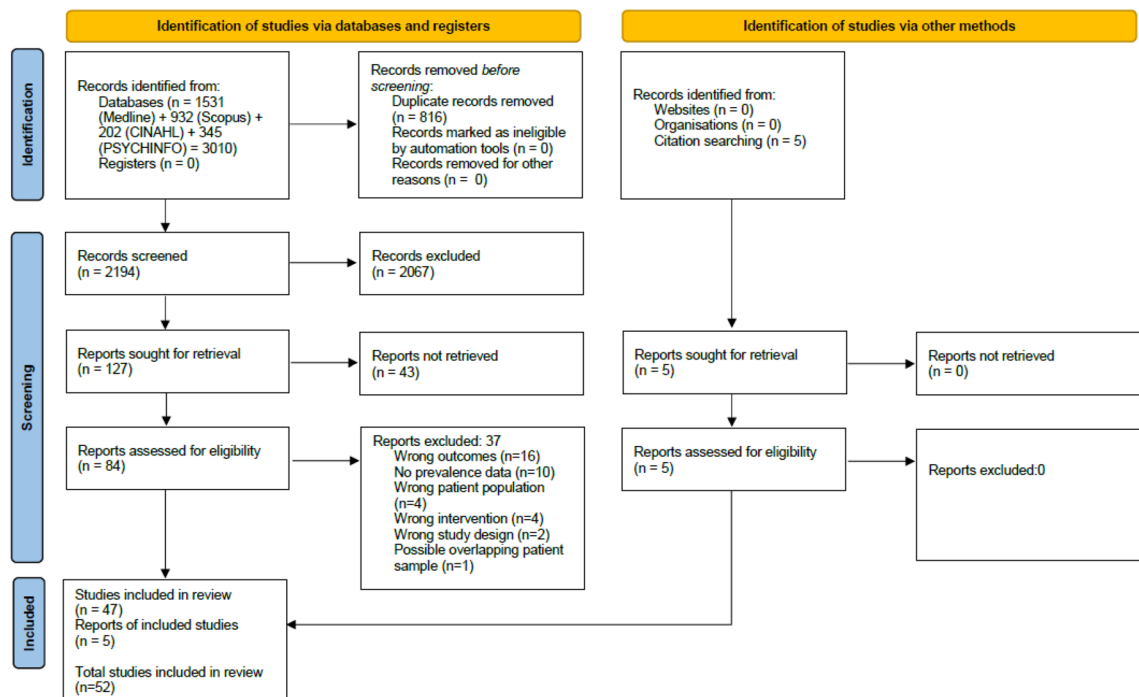 Identification of studies via databases and registers
Identification of studies via other methods
Identification
Records identified from:
Databases (n = 1531
(Medline) + 932 (Scopus) +
202 (CINAHL) + 345
(PSYCHINFO) = 3010)
Registers (n = 0)
Records removed before
screening:
Duplicate records removed
(n = 816)
Records marked as ineligible
by automation tools (n = 0)
Records removed for other
reasons (n = 0)
Records identified from:
Websites (n = 0)
Organisations (n = 0)
Citation searching (n = 5)
Screening
Records screened
(n = 2194)
Records excluded
(n = 2067)
Reports sought for retrieval
(n = 127)
Reports not retrieved
(n = 43)
Reports sought for retrieval
(n = 5)
Reports not retrieved
(n = 0)
Reports assessed for eligibility
(n = 84)
Reports excluded: 37
Wrong outcomes (n=16)
No prevalence data (n=10)
Wrong patient population
(n=4)
Wrong intervention (n=4)
Wrong study design (n=2)
Possible overlapping patient
sample (n=1)
Reports assessed for eligibility
(n = 5)
Reports excluded:0
Included
Studies included in review
(n = 47)
Reports of included studies
(n = 5)
Total studies included in review
(n=52)